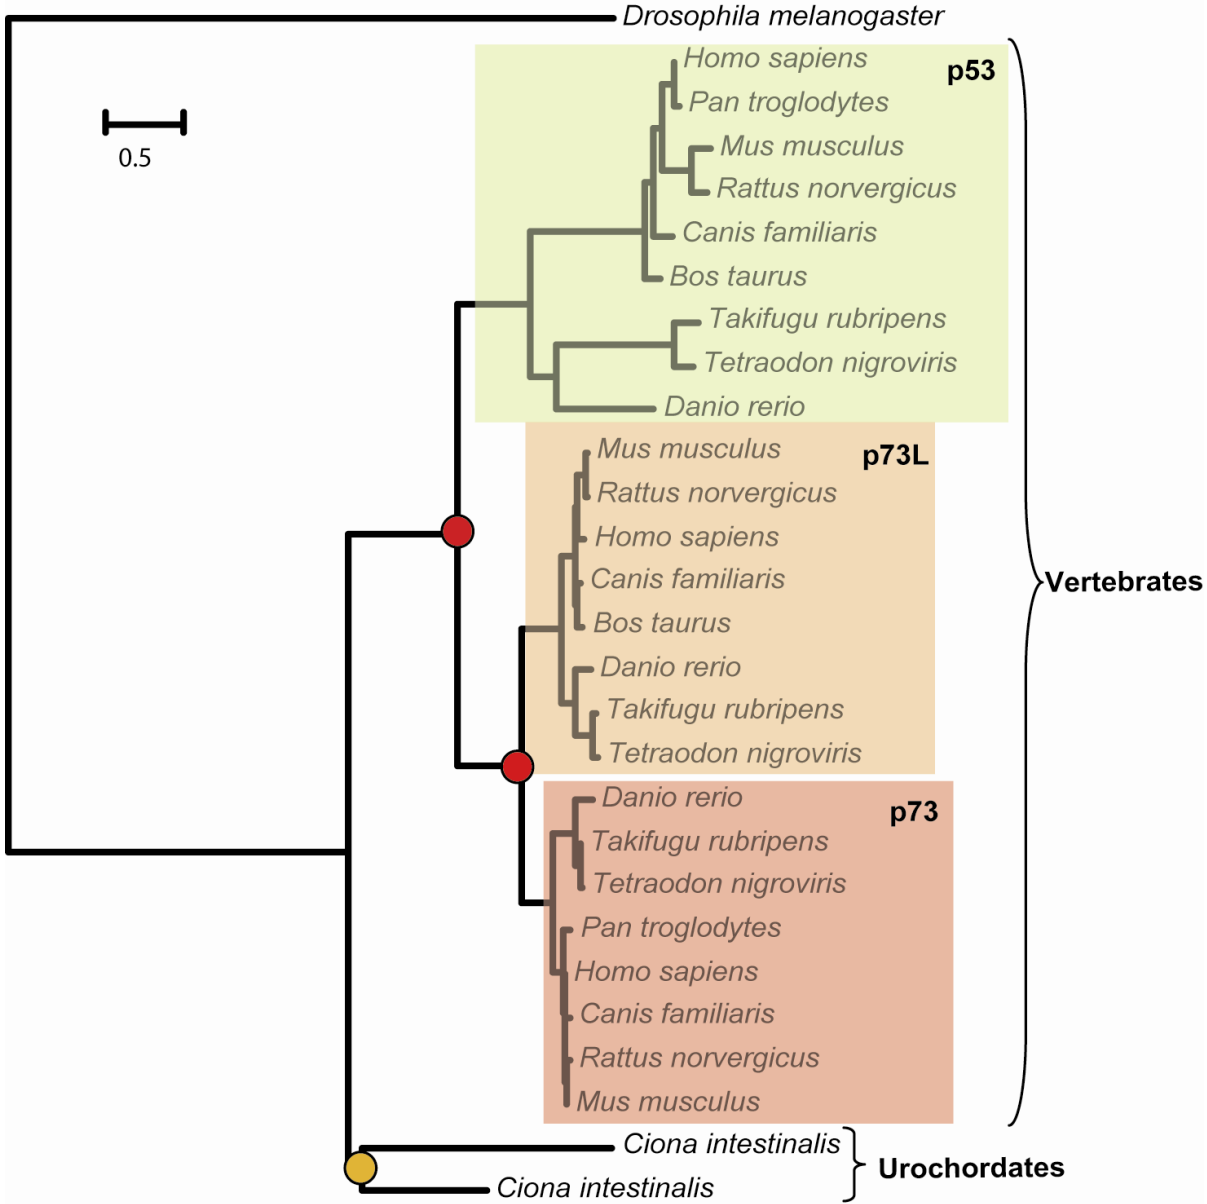 Drosophila melanogaster
Homo sapiens
p53
Pan troglodytes
0.5
Mus musculus
Rattus norvergicus
Canis familiaris
Bos taurus
Takifugu rubripens
Tetraodon nigroviris
Danio rerio
Mus musculus
p73L
Rattus norvergicus
Homo sapiens
Canis familiaris
Vertebrates
Bos taurus
Danio rerio
Takifugu rubripens
Tetraodon nigroviris
Danio rerio
p73
Takifugu rubripens
Tetraodon nigroviris
Pan troglodytes
Homo sapiens
Canis familiaris
Rattus norvergicus
Mus musculus
Ciona intestinalis
Urochordates
Ciona intestinalis